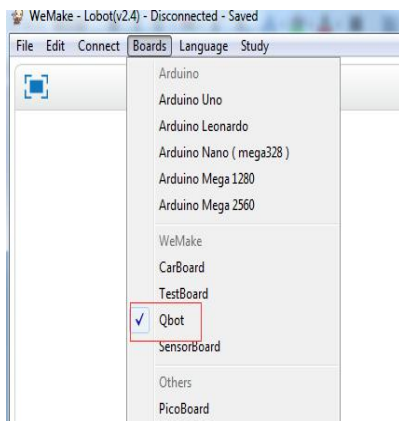 WeMake - Lobot(v2.4) - Disconnected - Saved
File Edit Connect Boards Language Study
Arduino
Arduino Uno
Arduino Leonardo
Arduino Nano ( mega328 )
Arduino Mega 1280
Arduino Mega 2560
WeMake
CarBoard
TestBoard
Qbot
SensorBoard
Others
PicoBoard